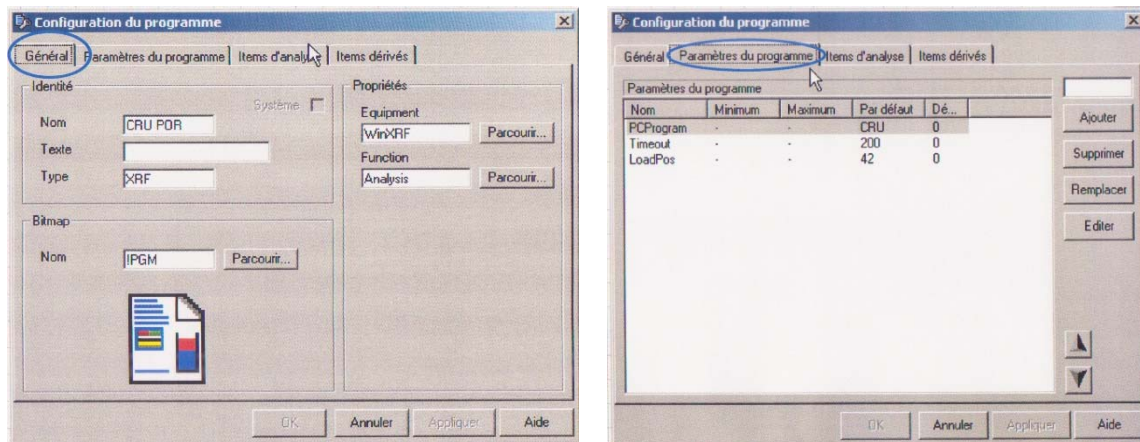 Configuration du programme
Général Paramètres du programme Items d'analyse Items dérivés
Identité
Système
Nom CRU POR
Texte
Type XRF
Bitmap
Nom !PGM Parcourir...
Propriétés
Equipment
WinXRF Parcourir...
Function
Analysis Parcourir...
OK Annuler Appliquer Aide
Configuration du programme
Général Paramètres du programme Items d'analyse Items dérivés
Paramètres du programme
Nom Minimum Maximum Par défaut Dé...
PCProgram - - CRU 0
Timeout - - 200 0
LoadPos - - 42 0
Ajouter
Supprimer
Remplacer
Editer
OK Annuler Appliquer Aide